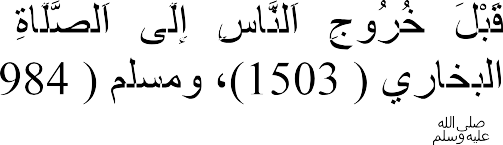 قَبْلَ خُرُوجِ اَلنَّاسِ إِلَى اَلصَّلَاةِ
البخاري ( 1503)، ومسلم ( 984
صلى الله
عليه وسلم